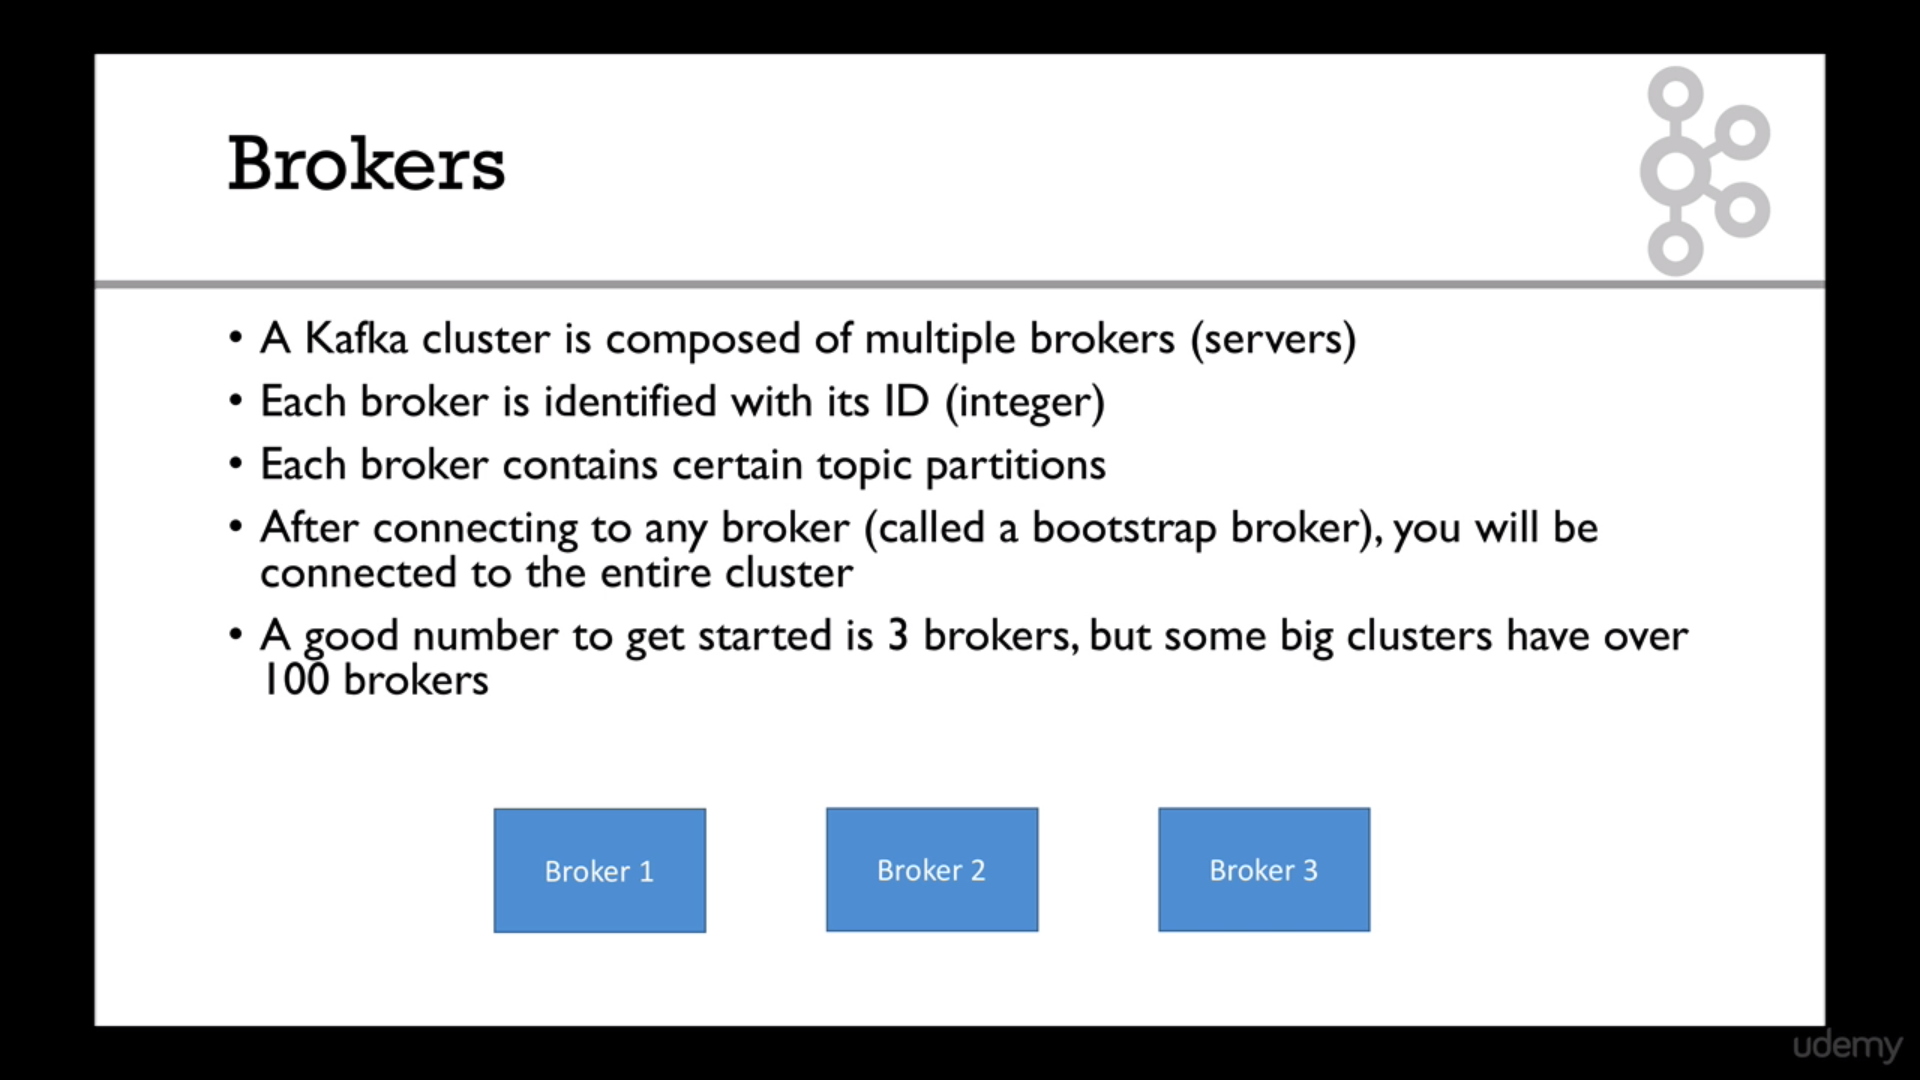 Brokers
• A Kafka cluster is composed of multiple brokers (servers)
• Each broker is identified with its ID (integer)
• Each broker contains certain topic partitions
• After connecting to any broker (called a bootstrap broker), you will be
connected to the entire cluster
• A good number to get started is 3 brokers, but some big clusters have over
100 brokers
Broker 1
Broker 2
Broker 3
udemy